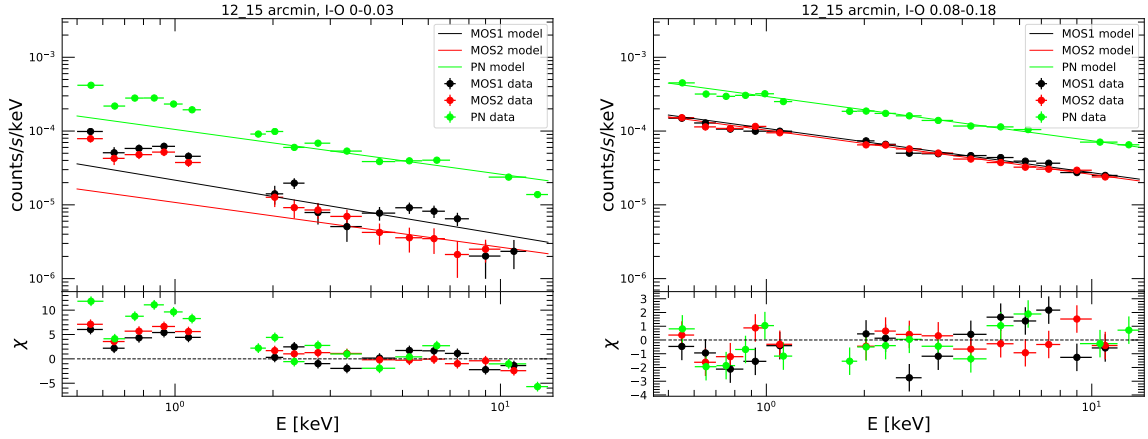 12_15 arcmin, I-O 0-0.03
counts/s/keV
10⁻³
10⁻⁴
10⁻⁵
10⁻⁶
MOS1 model
MOS2 model
PN model
MOS1 data
MOS2 data
PN data
χ
10
5
0
−5
10⁰
10¹
E [keV]
12_15 arcmin, I-O 0.08-0.18
counts/s/keV
10⁻³
10⁻⁴
10⁻⁵
10⁻⁶
MOS1 model
MOS2 model
PN model
MOS1 data
MOS2 data
PN data
χ
3
2
1
0
−1
−2
−3
−4
10⁰
10¹
E [keV]